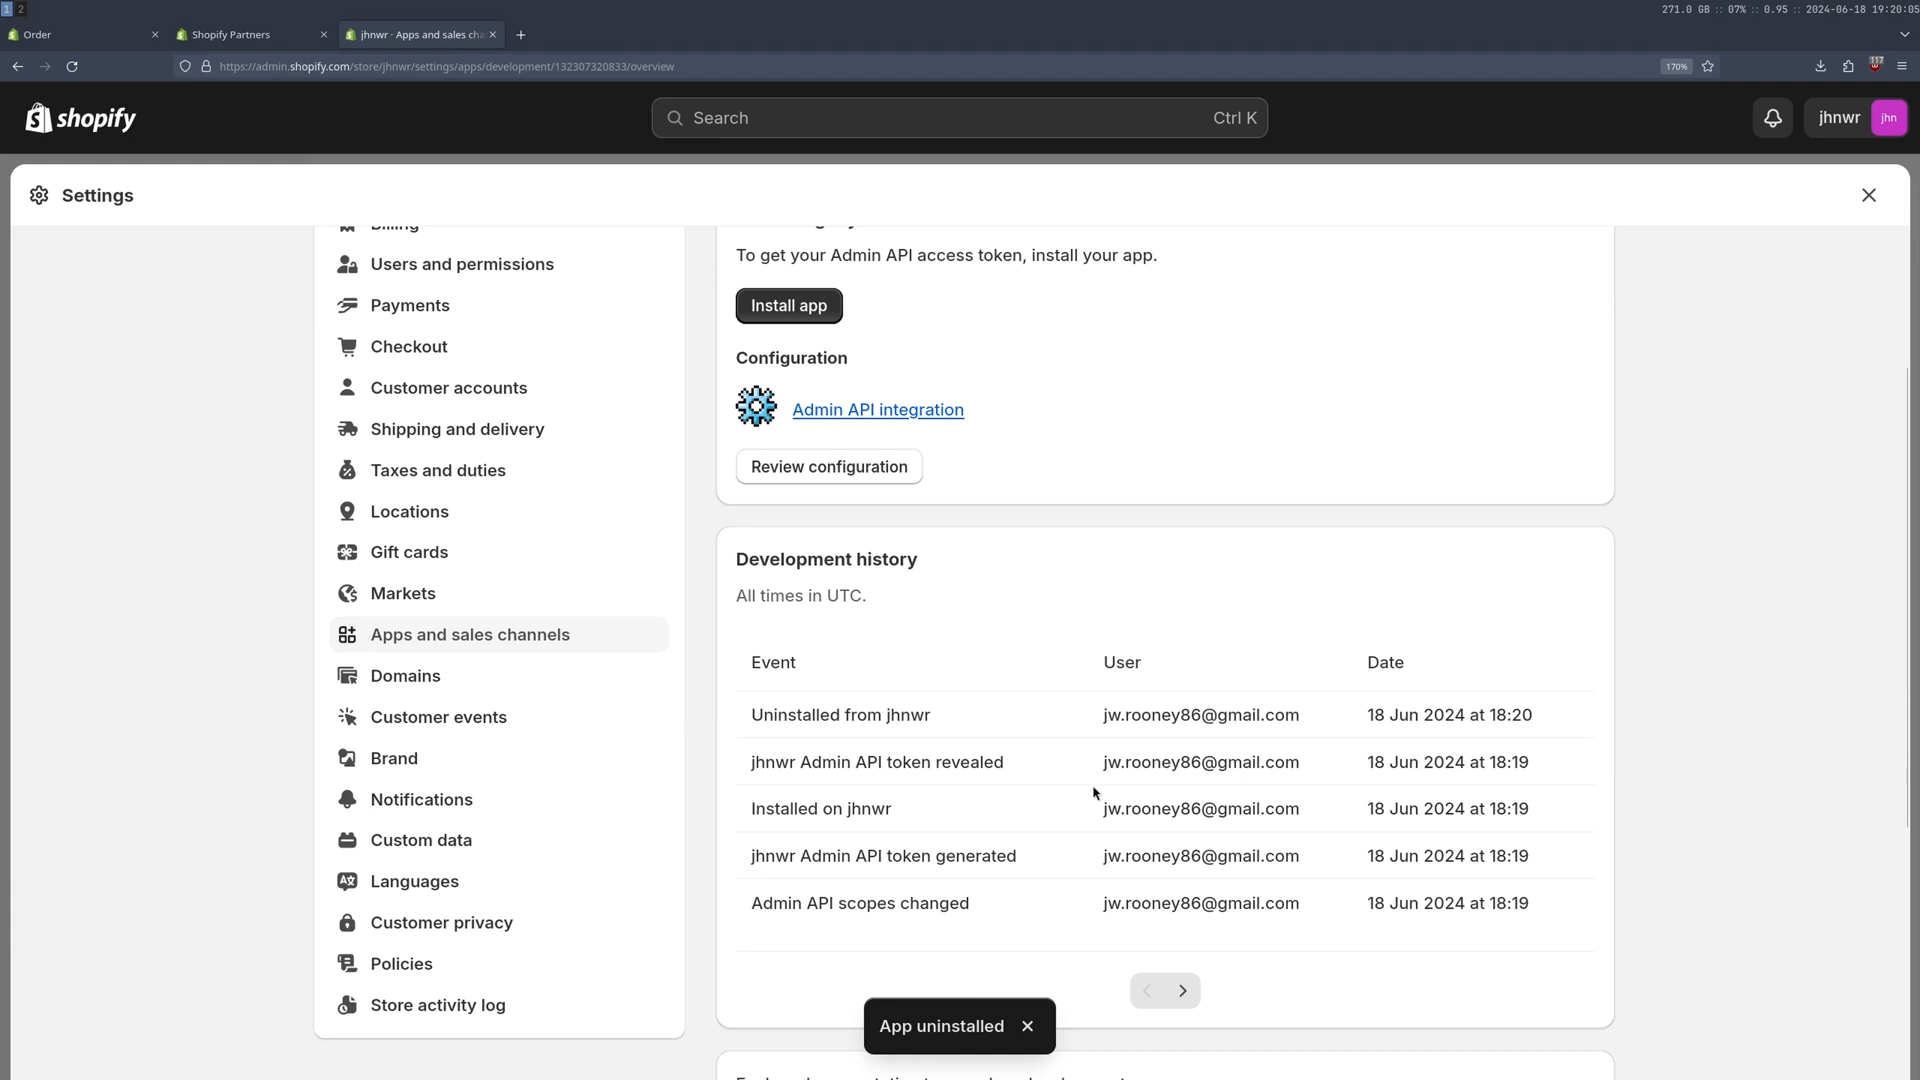 1 2
271.0 GB :: 07% :: 0.95 :: 2024-06-18 19:20:05
Order
Shopify Partners
jhnwr · Apps and sales cha
https://admin.shopify.com/store/jhnwr/settings/apps/development/132307320833/overview
170%
117
shopify
Search
Ctrl K
jhnwr
jhn
Settings
Billing
Users and permissions
Payments
Checkout
Customer accounts
Shipping and delivery
Taxes and duties
Locations
Gift cards
Markets
Apps and sales channels
Domains
Customer events
Brand
Notifications
Custom data
Languages
Customer privacy
Policies
Store activity log
To get your Admin API access token, install your app.
Install app
Configuration
Admin API integration
Review configuration
Development history
All times in UTC.
Event User Date
Uninstalled from jhnwr jw.rooney86@gmail.com 18 Jun 2024 at 18:20
jhnwr Admin API token revealed jw.rooney86@gmail.com 18 Jun 2024 at 18:19
Installed on jhnwr jw.rooney86@gmail.com 18 Jun 2024 at 18:19
jhnwr Admin API token generated jw.rooney86@gmail.com 18 Jun 2024 at 18:19
Admin API scopes changed jw.rooney86@gmail.com 18 Jun 2024 at 18:19
App uninstalled